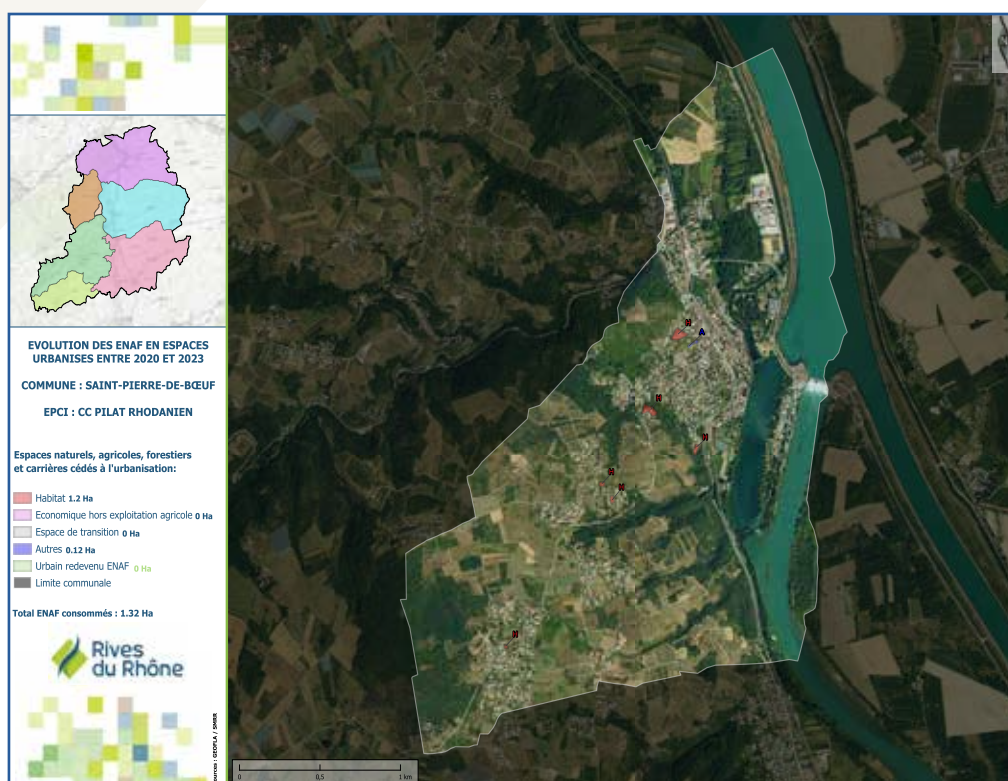 EVOLUTION DES ENAF EN ESPACES
URBANISES ENTRE 2020 ET 2023
COMMUNE : SAINT-PIERRE-DE-BŒUF
EPCI : CC PILAT RHODANIEN
Espaces naturels, agricoles, forestiers
et carrières cédés à l'urbanisation:
Habitat 1.2 Ha
Economique hors exploitation agricole 0 Ha
Espace de transition 0 Ha
Autres 0.12 Ha
Urbain redevenu ENAF 0 Ha
Limite communale
Total ENAF consommés : 1.32 Ha
Rives
du Rhône
GEOPLA / SMRR
H
A
H
H
H
H
H
0 0,5 1 km